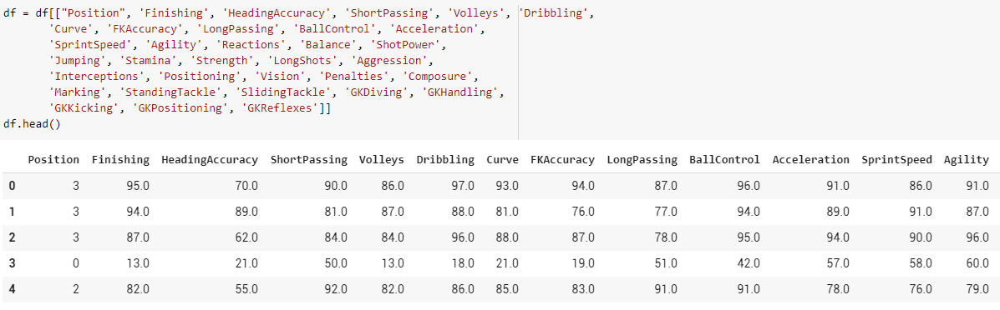 df = df[["Position", 'Finishing', 'HeadingAccuracy', 'ShortPassing', 'Volleys', 'Dribbling',
'Curve', 'FKAccuracy', 'LongPassing', 'BallControl', 'Acceleration',
'SprintSpeed', 'Agility', 'Reactions', 'Balance', 'ShotPower',
'Jumping', 'Stamina', 'Strength', 'LongShots', 'Aggression',
'Interceptions', 'Positioning', 'Vision', 'Penalties', 'Composure',
'Marking', 'StandingTackle', 'SlidingTackle', 'GKDiving', 'GKHandling',
'GKKicking', 'GKPositioning', 'GKReflexes']]
df.head()
Position Finishing HeadingAccuracy ShortPassing Volleys Dribbling Curve FKAccuracy LongPassing BallControl Acceleration SprintSpeed Agility
0 3 95.0 70.0 90.0 86.0 97.0 93.0 94.0 87.0 96.0 91.0 86.0 91.0
1 3 94.0 89.0 81.0 87.0 88.0 81.0 76.0 77.0 94.0 89.0 91.0 87.0
2 3 87.0 62.0 84.0 84.0 96.0 88.0 87.0 78.0 95.0 94.0 90.0 96.0
3 0 13.0 21.0 50.0 13.0 18.0 21.0 19.0 51.0 42.0 57.0 58.0 60.0
4 2 82.0 55.0 92.0 82.0 86.0 85.0 83.0 91.0 91.0 78.0 76.0 79.0